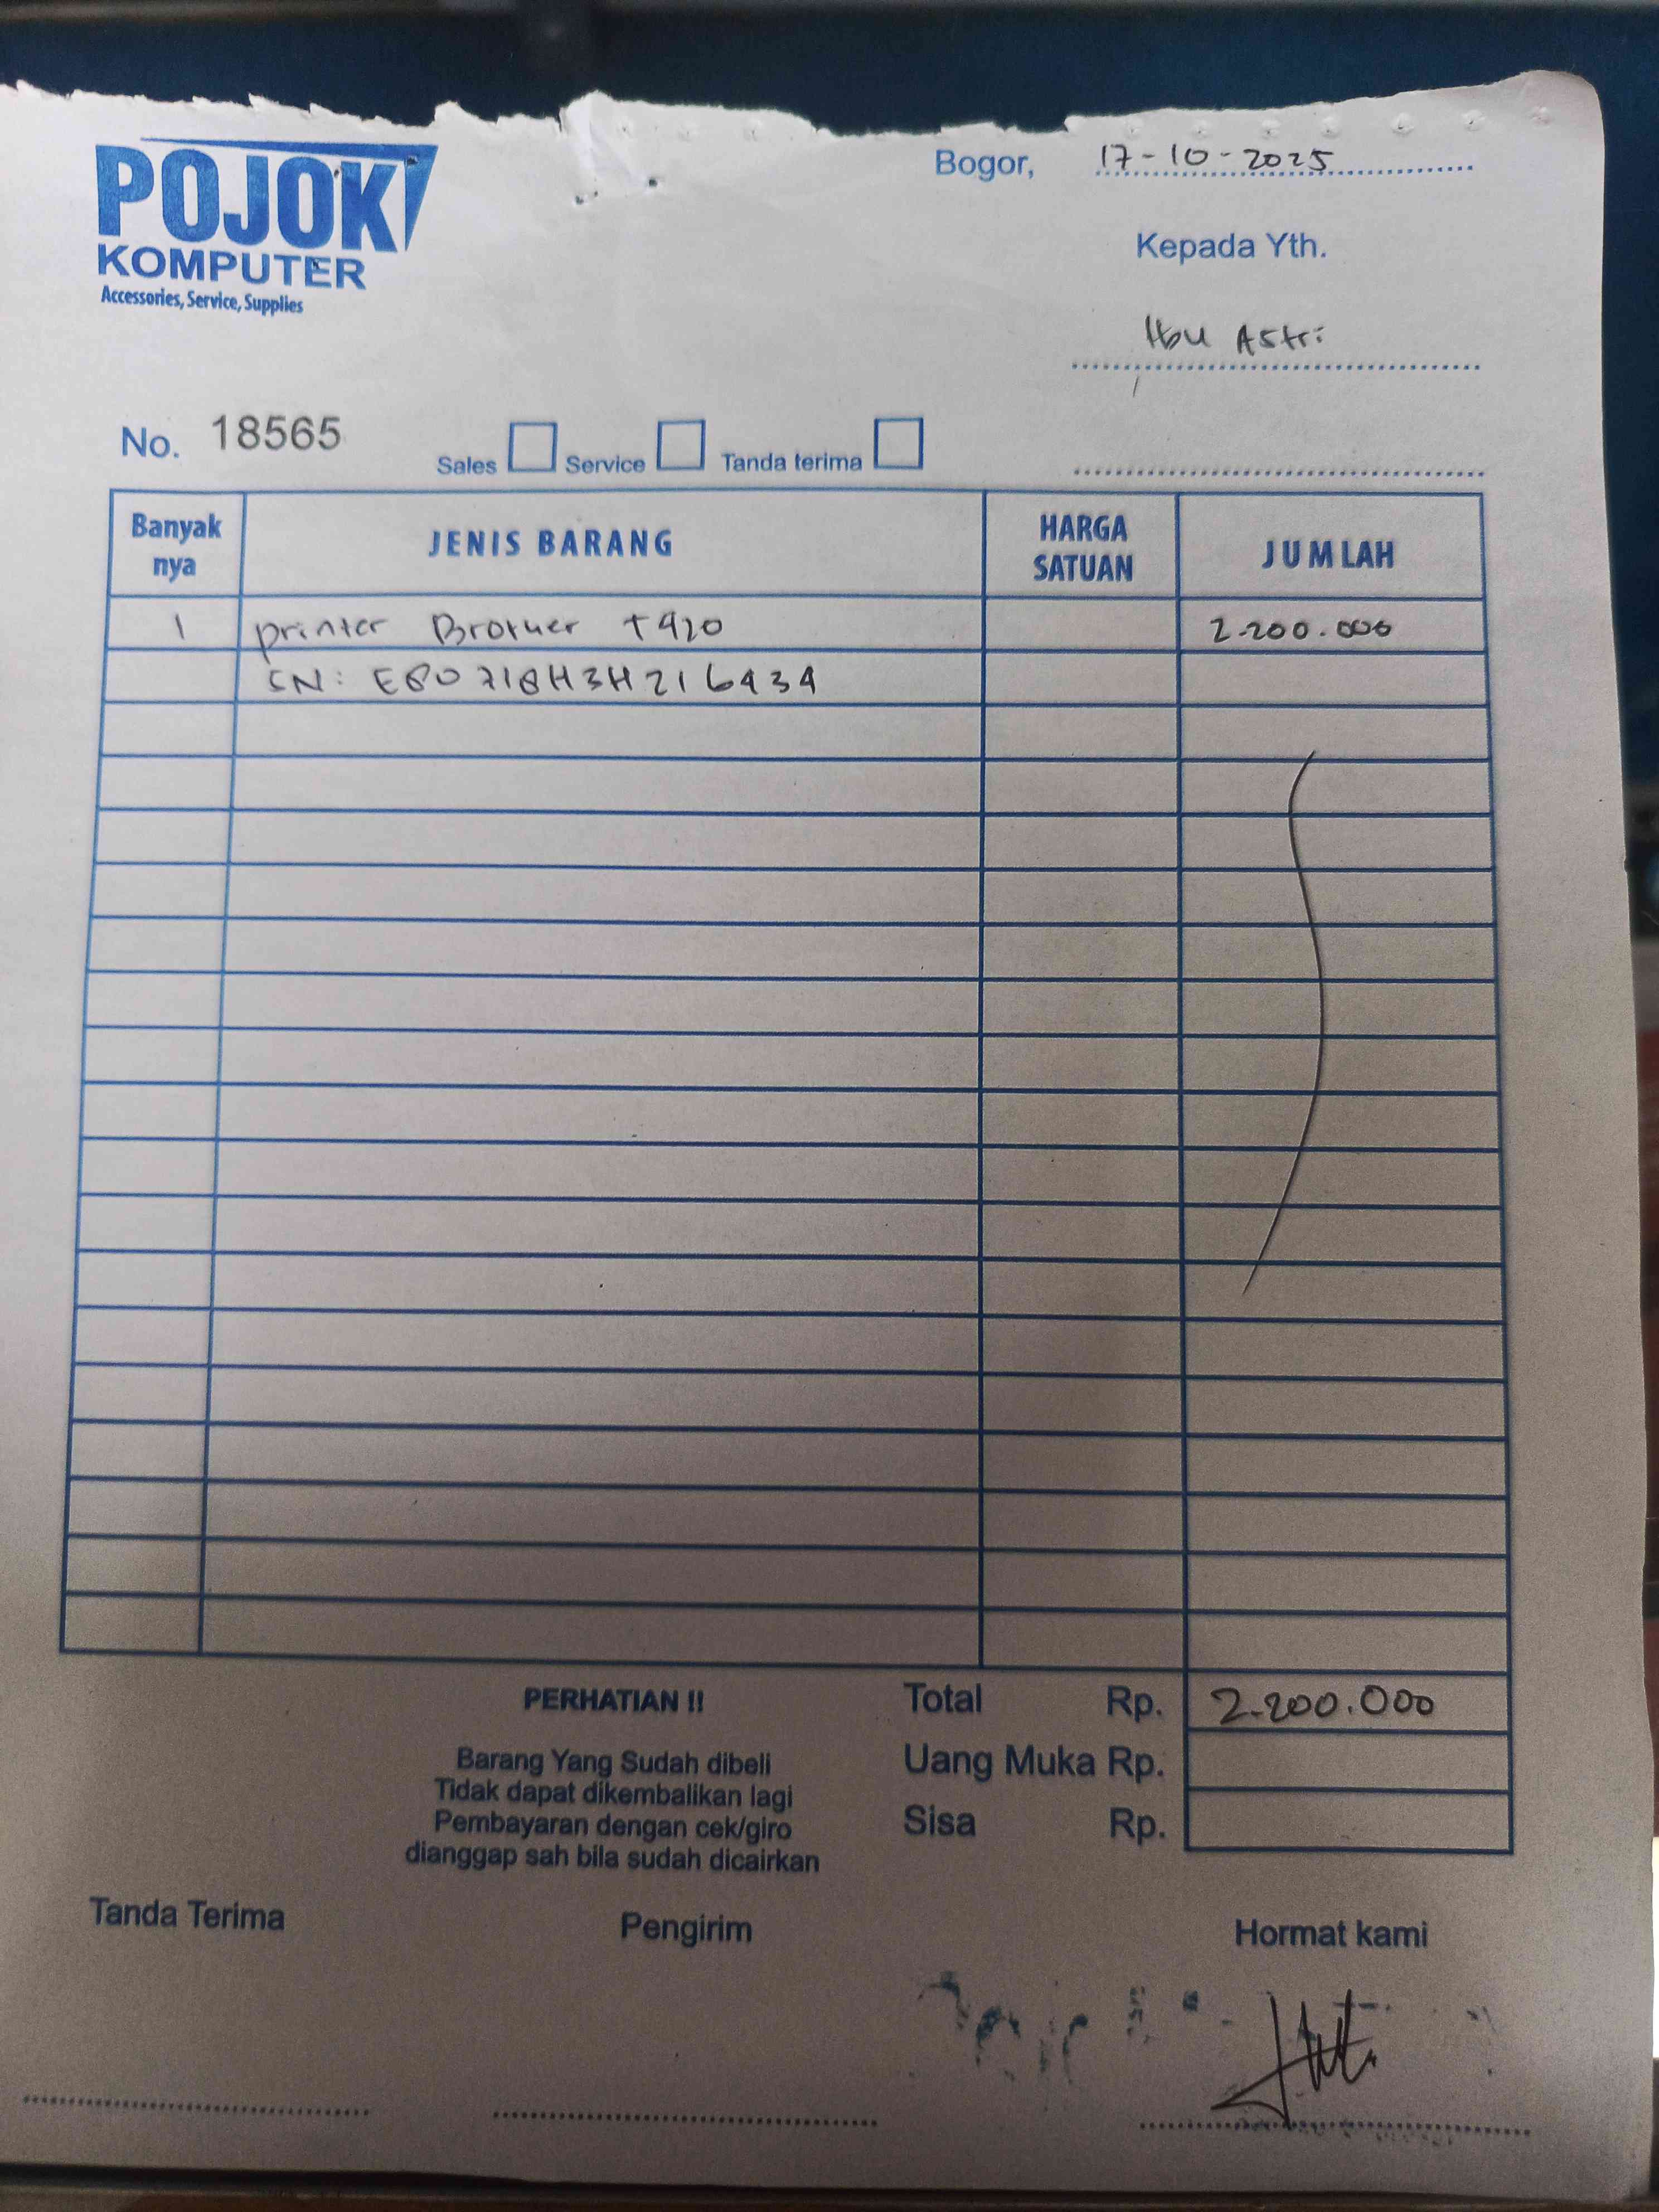 POJOK
KOMPUTER
Accessories, Service, Supplies
Bogor, 17-10-2025
Kepada Yth.
Ibu Astri
No. 18565
Sales Service Tanda terima
Banyak nya JENIS BARANG HARGA SATUAN JUMLAH
1 printer Brother T920 2.200.000
SN:
Total Rp. 2.200.000
Uang Muka Rp.
Sisa Rp.
PERHATIAN !!
Barang Yang Sudah dibeli
Tidak dapat dikembalikan lagi
Pembayaran dengan cek/giro
dianggap sah bila sudah dicairkan
Tanda Terima Pengirim Hormat kami